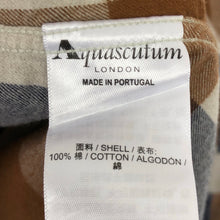 Aquascutum
LONDON
MADE IN PORTUGAL
面料 / SHELL / 表布:
100% 棉 / COTTON / ALGODÓN /
綿